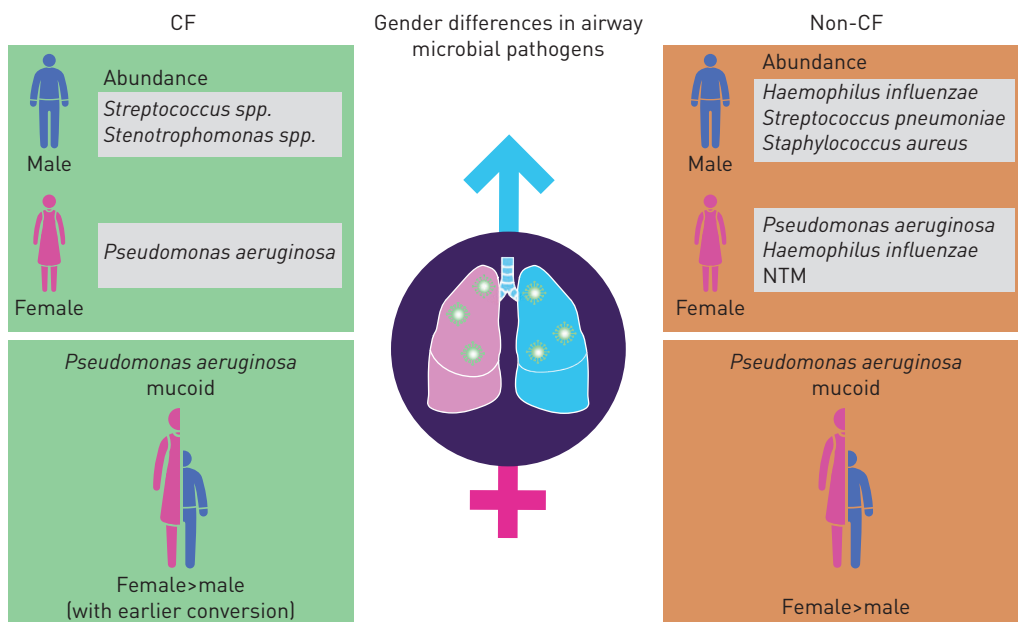 CF
Gender differences in airway
microbial pathogens
Non-CF
Abundance
Streptococcus spp.
Stenotrophomonas spp.
Male
Pseudomonas aeruginosa
Female
Abundance
Haemophilus influenzae
Streptococcus pneumoniae
Staphylococcus aureus
Male
Pseudomonas aeruginosa
Haemophilus influenzae
NTM
Female
Pseudomonas aeruginosa
mucoid
Female>male
(with earlier conversion)
Pseudomonas aeruginosa
mucoid
Female>male